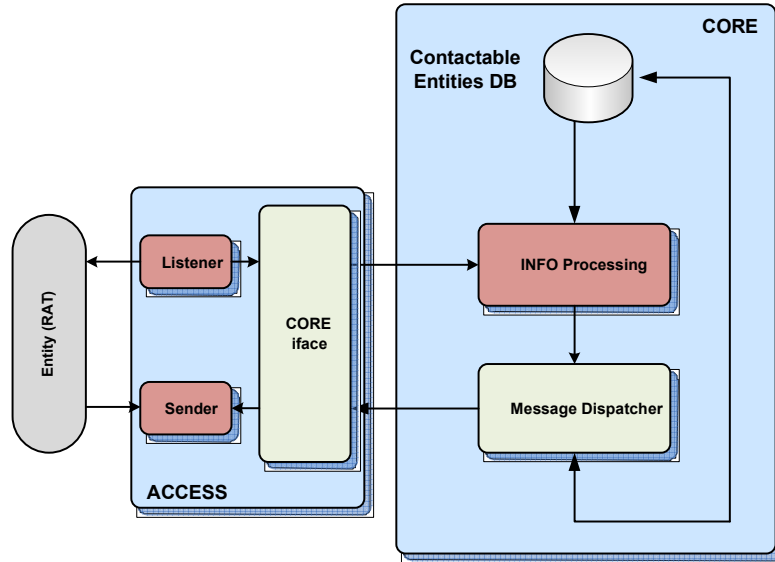 CORE
Contactable
Entities DB
Entity (RAT)
Listener
INFO Processing
CORE
iface
Sender
Message Dispatcher
ACCESS